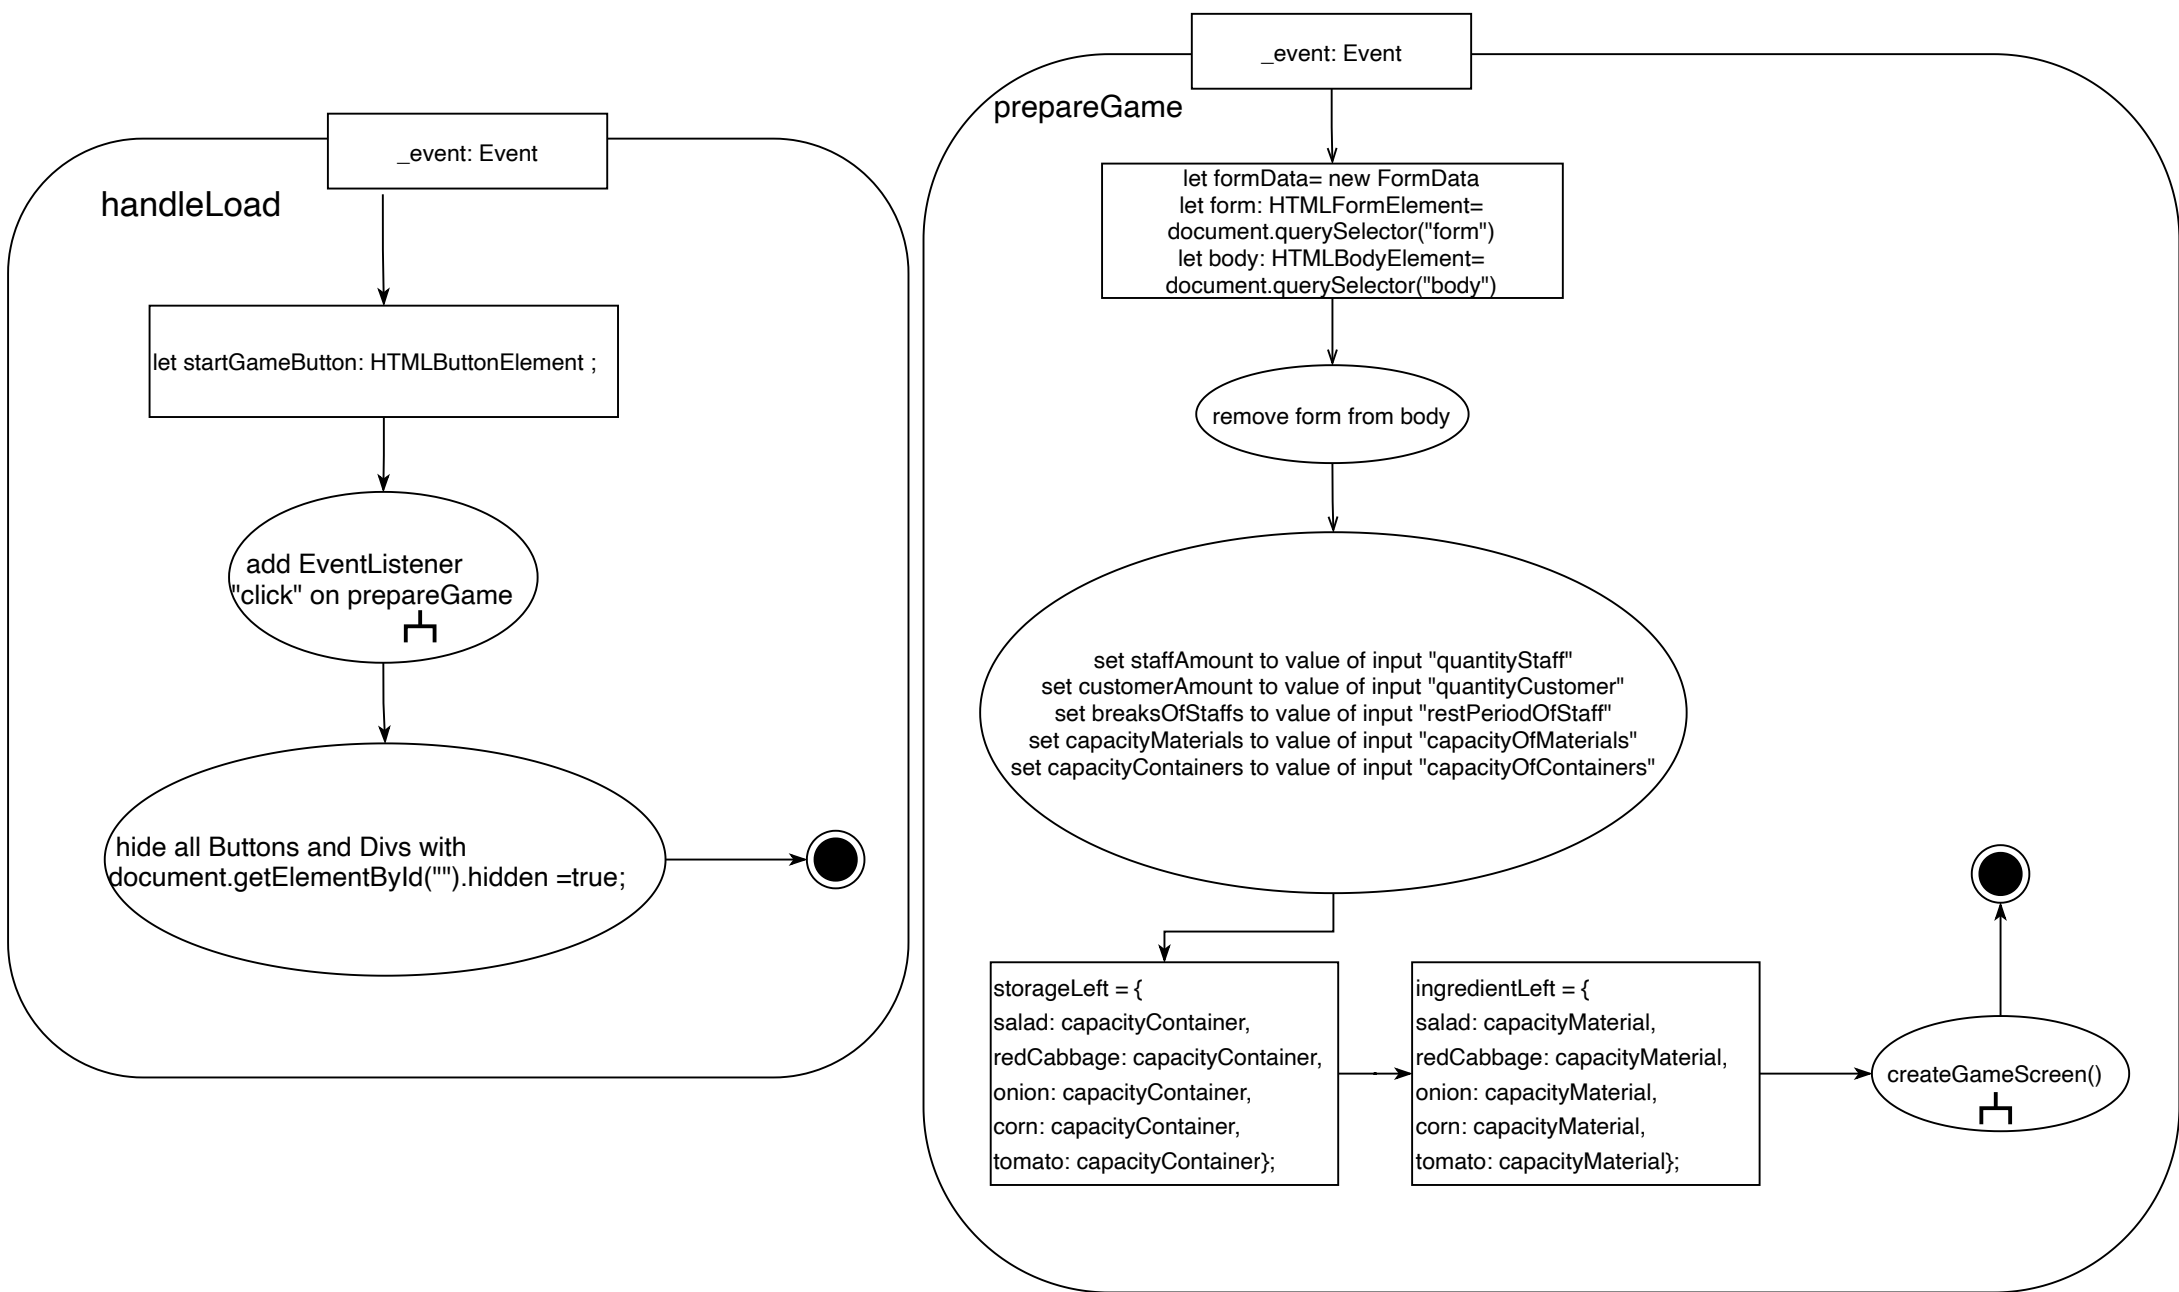 _event: Event
handleLoad
let startGameButton: HTMLButtonElement ;
add EventListener
"click" on prepareGame
hide all Buttons and Divs with
document.getElementById("").hidden =true;
_event: Event
prepareGame
let formData= new FormData
let form: HTMLFormElement=
document.querySelector("form")
let body: HTMLBodyElement=
document.querySelector("body")
remove form from body
set staffAmount to value of input "quantityStaff"
set customerAmount to value of input "quantityCustomer"
set breaksOfStaffs to value of input "restPeriodOfStaff"
set capacityMaterials to value of input "capacityOfMaterials"
set capacityContainers to value of input "capacityOfContainers"
storageLeft = {
salad: capacityContainer,
redCabbage: capacityContainer,
onion: capacityContainer,
corn: capacityContainer,
tomato: capacityContainer};
ingredientLeft = {
salad: capacityMaterial,
redCabbage: capacityMaterial,
onion: capacityMaterial,
corn: capacityMaterial,
tomato: capacityMaterial};
createGameScreen()